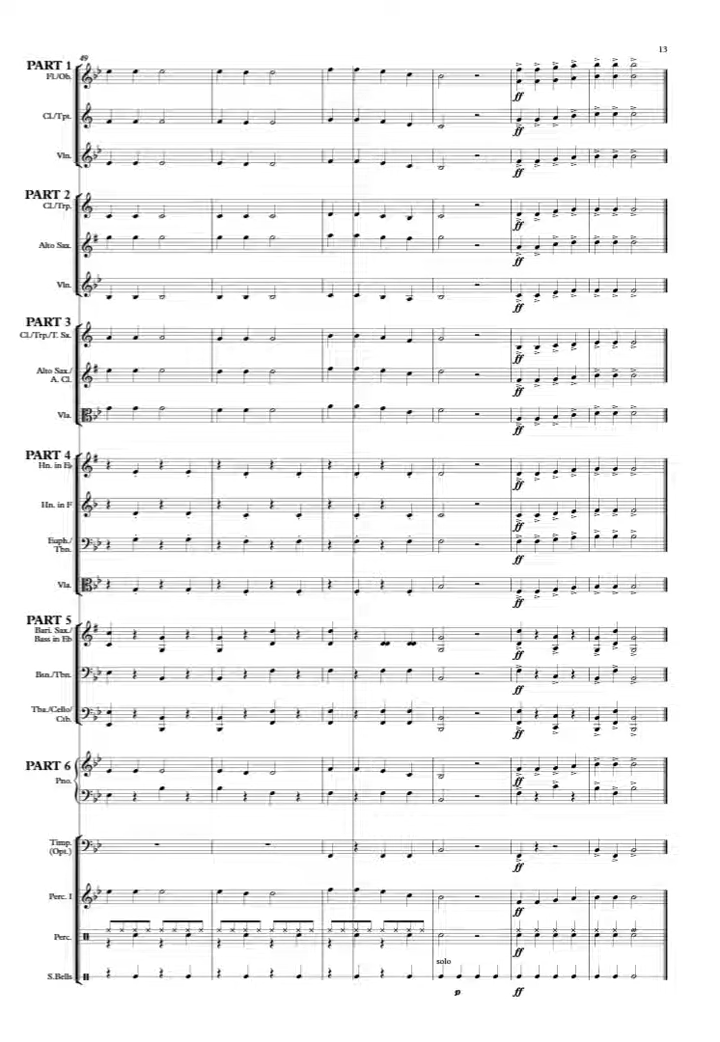 13
49
PART 1
Fl./Ob.
ff
Cl./Tpt.
ff
Vln.
ff
PART 2
Cl./Trp.
ff
Alto Sax.
ff
Vln.
ff
PART 3
Cl./Trp./T. Sx.
ff
Alto Sax./
A. Cl.
ff
Vla.
ff
PART 4
Hn. in E♭
ff
Hn. in F
ff
Euph./
Tbn.
ff
Vla.
ff
PART 5
Bari. Sax./
Bass in E♭
ff
Bsn./Tbn.
ff
Tba./Cello/
Ctb.
ff
PART 6
Pno.
ff
Timp.
(Opt.)
ff
Perc. I
ff
Perc.
ff
solo
S.Bells
p
ff